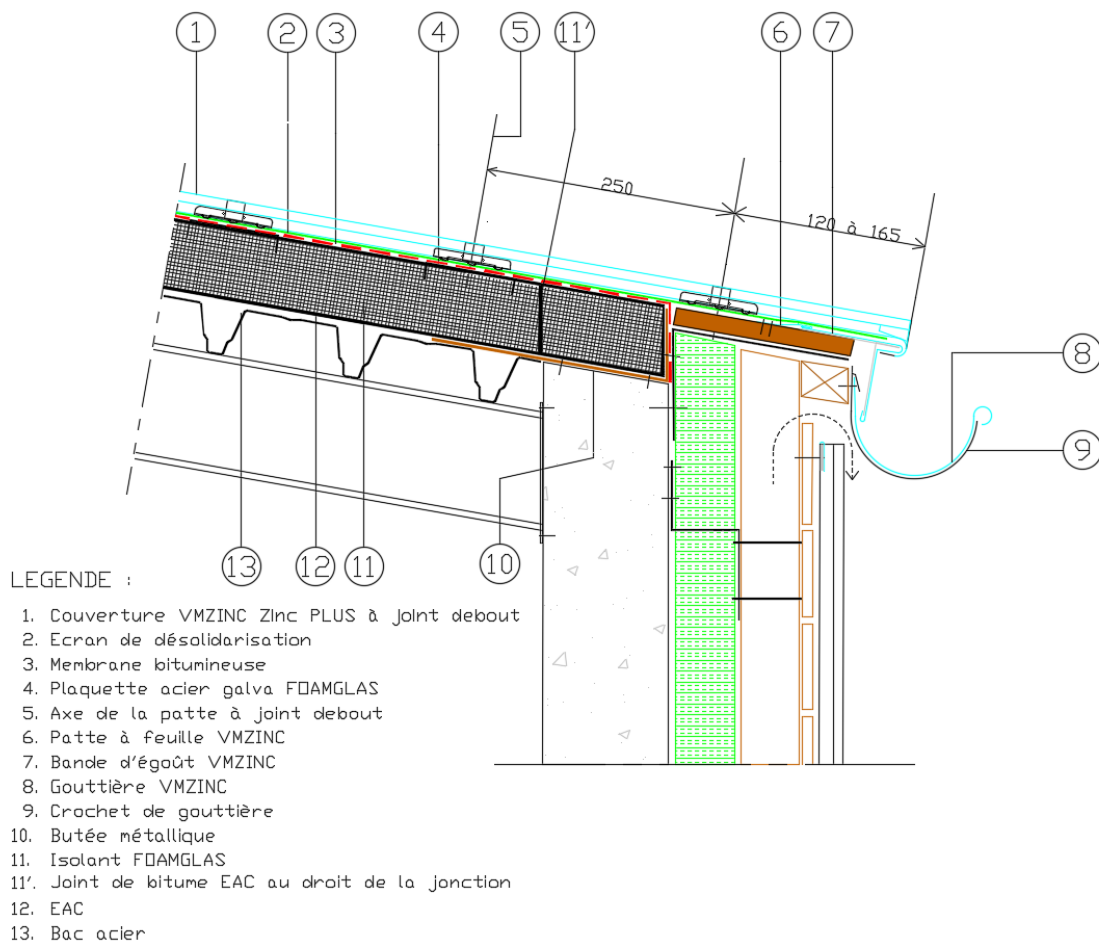 1 2 3 4 5 11' 6 7
250
120 à 165
8
9
13 12 11 10
LEGENDE :
1. Couverture VMZINC Zinc PLUS à joint debout
2. Ecran de désolidarisation
3. Membrane bitumineuse
4. Plaquette acier galva FOAMGLAS
5. Axe de la patte à joint debout
6. Patte à feuille VMZINC
7. Bande d'égoût VMZINC
8. Gouttière VMZINC
9. Crochet de gouttière
10. Butée métallique
11. Isolant FOAMGLAS
11'. Joint de bitume EAC au droit de la jonction
12. EAC
13. Bac acier